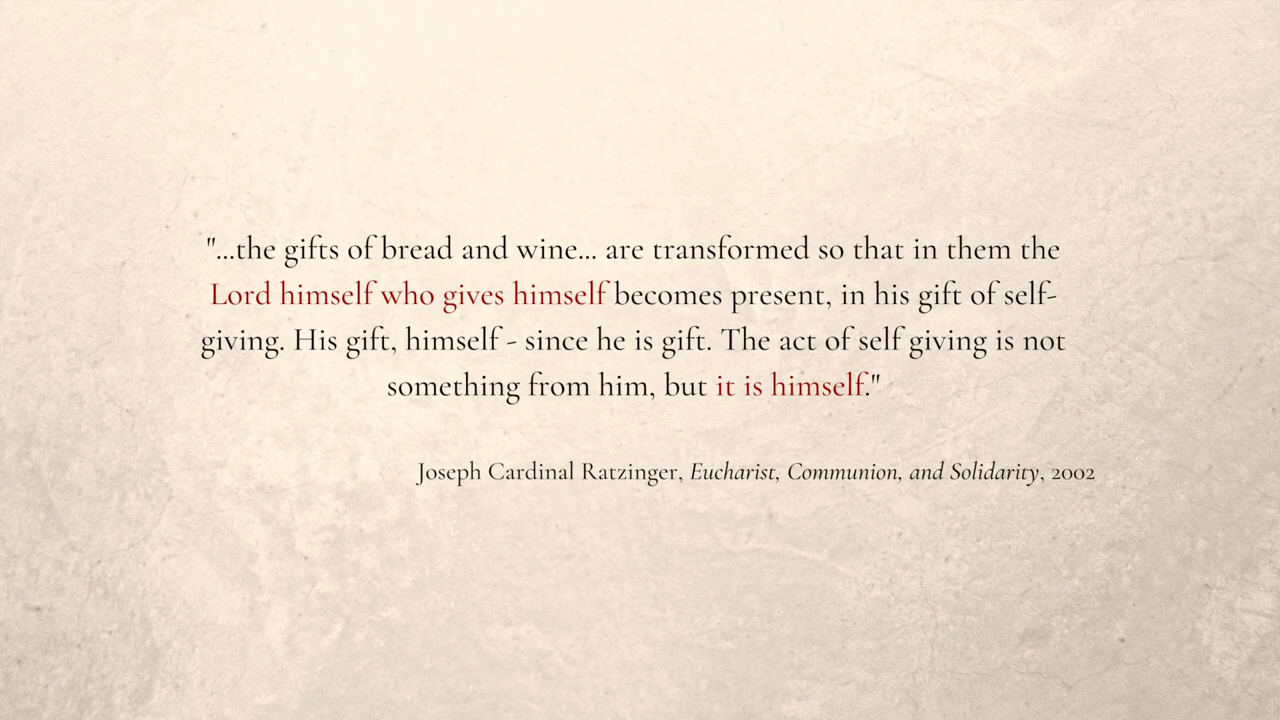 "...the gifts of bread and wine... are transformed so that in them the
Lord himself who gives himself becomes present, in his gift of self-
giving. His gift, himself - since he is gift. The act of self giving is not
something from him, but it is himself."
Joseph Cardinal Ratzinger, Eucharist, Communion, and Solidarity, 2002